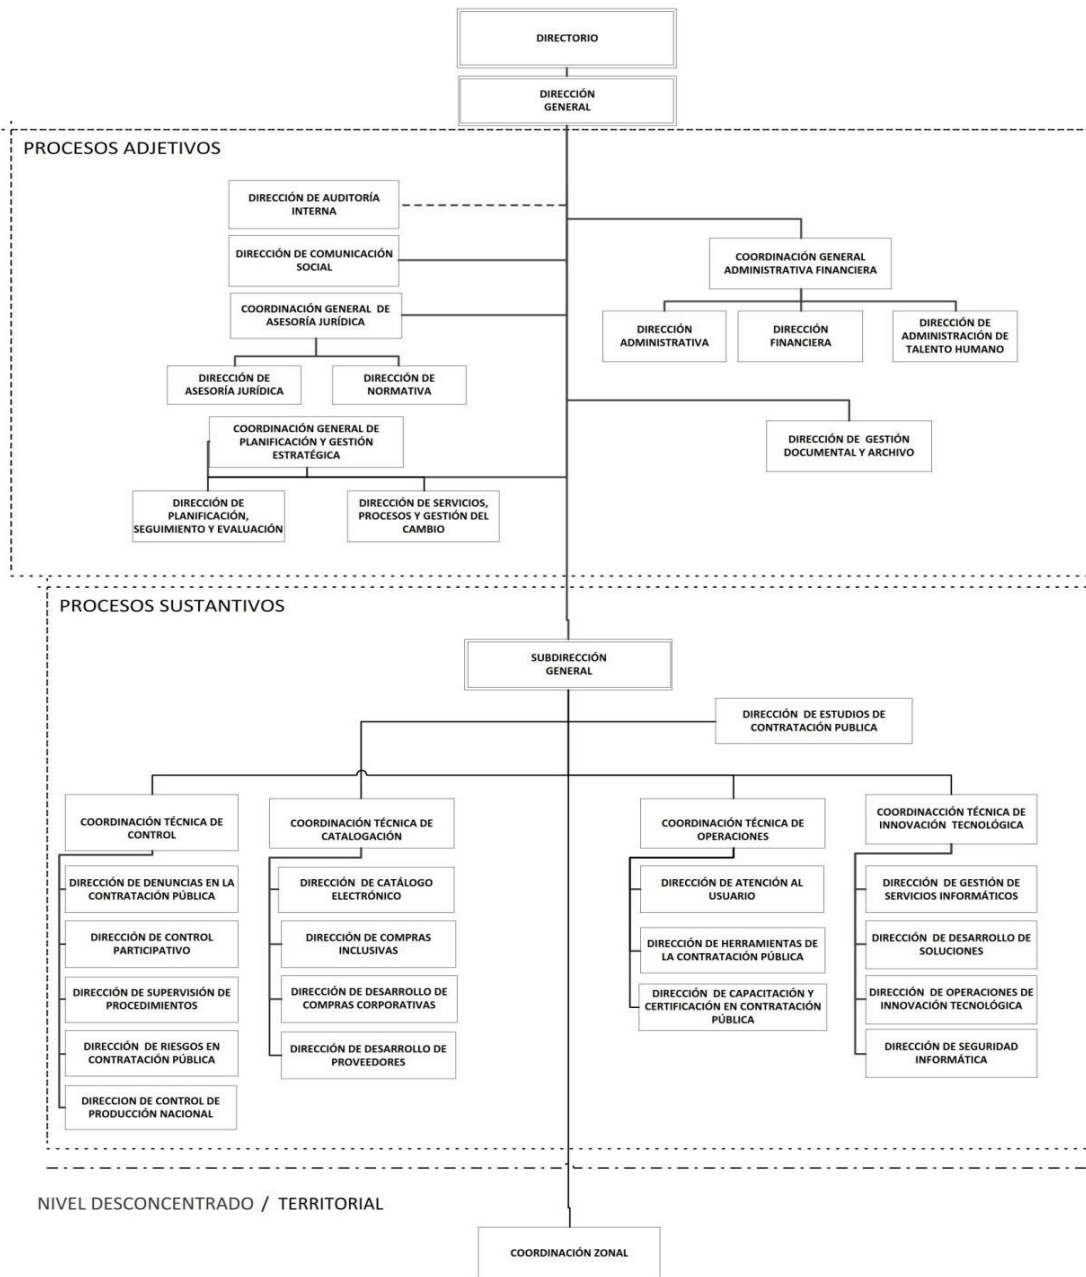 DIRECTORIO
DIRECCIÓN
GENERAL
PROCESOS ADJETIVOS
DIRECCIÓN DE AUDITORÍA
INTERNA
DIRECCIÓN DE COMUNICACIÓN
SOCIAL
COORDINACIÓN GENERAL
ADMINISTRATIVA FINANCIERA
COORDINACIÓN GENERAL DE
ASESORÍA JURÍDICA
DIRECCIÓN
ADMINISTRATIVA
DIRECCIÓN
FINANCIERA
DIRECCIÓN DE
ADMINISTRACIÓN DE
TALENTO HUMANO
DIRECCIÓN DE
ASESORÍA JURÍDICA
DIRECCIÓN DE
NORMATIVA
COORDINACIÓN GENERAL DE
PLANIFICACIÓN Y GESTIÓN
ESTRATÉGICA
DIRECCIÓN DE GESTIÓN
DOCUMENTAL Y ARCHIVO
DIRECCIÓN DE
PLANIFICACIÓN,
SEGUIMIENTO Y EVALUACIÓN
DIRECCIÓN DE SERVICIOS,
PROCESOS Y GESTIÓN DEL
CAMBIO
PROCESOS SUSTANTIVOS
SUBDIRECCIÓN
GENERAL
DIRECCIÓN DE ESTUDIOS DE
CONTRATACIÓN PUBLICA
COORDINACIÓN TÉCNICA DE
CONTROL
DIRECCIÓN DE DENUNCIAS EN LA
CONTRATACIÓN PÚBLICA
DIRECCIÓN DE CONTROL
PARTICIPATIVO
DIRECCIÓN DE SUPERVISIÓN DE
PROCEDIMIENTOS
DIRECCIÓN DE RIESGOS EN
CONTRATACIÓN PÚBLICA
DIRECCION DE CONTROL DE
PRODUCCIÓN NACIONAL
COORDINACIÓN TÉCNICA DE
CATALOGACIÓN
DIRECCIÓN DE CATÁLOGO
ELECTRÓNICO
DIRECCIÓN DE COMPRAS
INCLUSIVAS
DIRECCIÓN DE DESARROLLO DE
COMPRAS CORPORATIVAS
DIRECCIÓN DE DESARROLLO DE
PROVEEDORES
COORDINACIÓN TÉCNICA DE
OPERACIONES
DIRECCIÓN DE ATENCIÓN AL
USUARIO
DIRECCIÓN DE HERRAMIENTAS DE
LA CONTRATACIÓN PÚBLICA
DIRECCIÓN DE CAPACITACIÓN Y
CERTIFICACIÓN EN CONTRATACIÓN
PÚBLICA
COORDINACCIÓN TÉCNICA DE
INNOVACIÓN TECNOLÓGICA
DIRECCIÓN DE GESTIÓN DE
SERVICIOS INFORMÁTICOS
DIRECCIÓN DE DESARROLLO DE
SOLUCIONES
DIRECCIÓN DE OPERACIONES DE
INNOVACIÓN TECNOLÓGICA
DIRECCIÓN DE SEGURIDAD
INFORMÁTICA
NIVEL DESCONCENTRADO / TERRITORIAL
COORDINACIÓN ZONAL